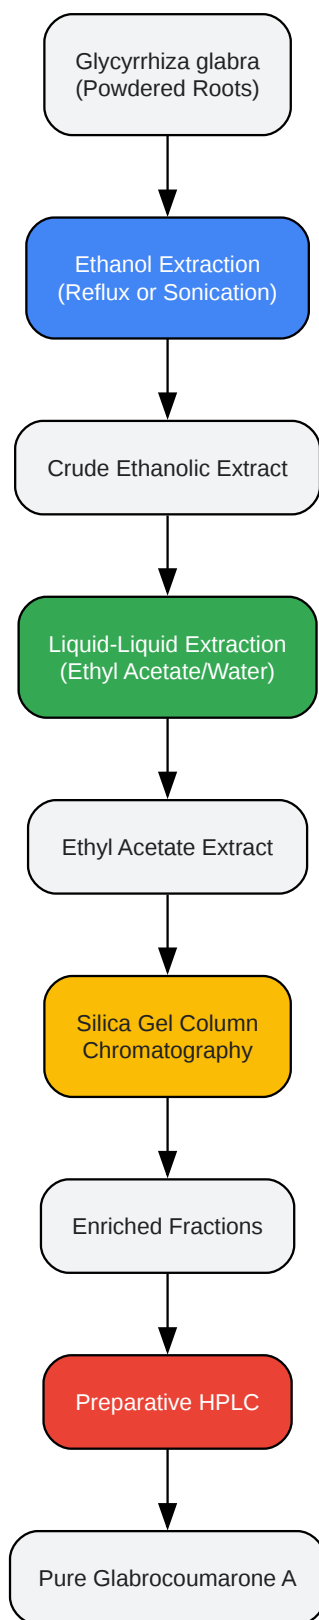 Glycyrrhiza glabra
(Powdered Roots)
Ethanol Extraction
(Reflux or Sonication)
Crude Ethanolic Extract
Liquid-Liquid Extraction
(Ethyl Acetate/Water)
Ethyl Acetate Extract
Silica Gel Column
Chromatography
Enriched Fractions
Preparative HPLC
Pure Glabrocoumarone A